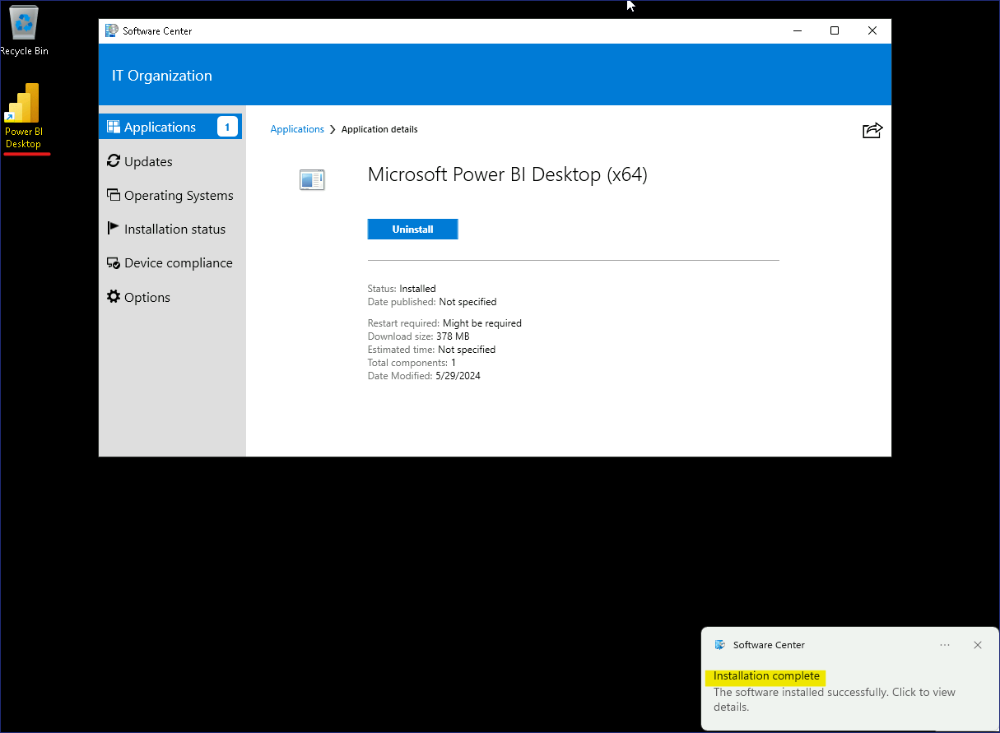 Recycle Bin
Power BI
Desktop
Software Center
IT Organization
Applications 1
Updates
Operating Systems
Installation status
Device compliance
Options
Applications > Application details
Microsoft Power BI Desktop (x64)
Uninstall
Status: Installed
Date published: Not specified
Restart required: Might be required
Download size: 378 MB
Estimated time: Not specified
Total components: 1
Date Modified: 5/29/2024
Software Center
Installation complete
The software installed successfully. Click to view
details.